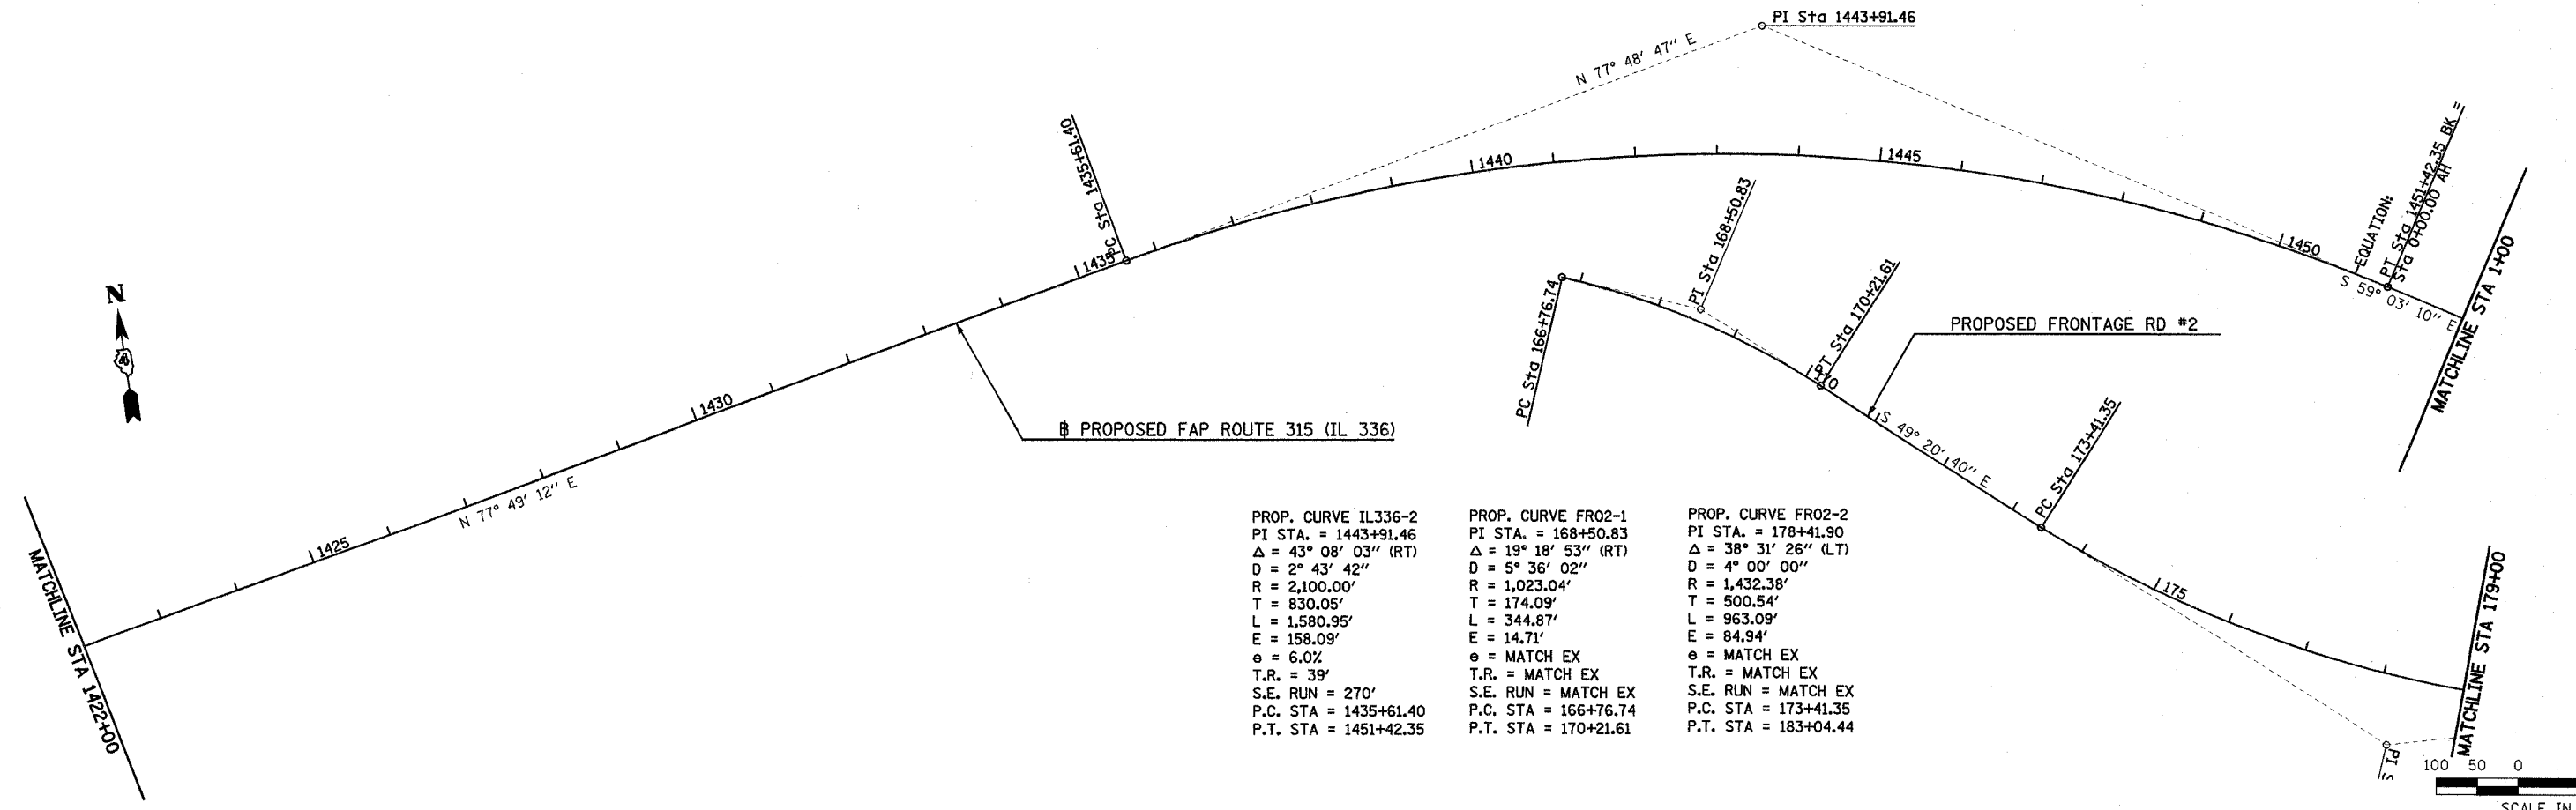 PI Sta 1443+91.46
N 77° 48' 47" E
PC Sta 1435+61.40
1440
1445
1450
1435
1430
1425
EQUATION:
PT Sta 1451+42.35 BK =
Sta 0+00.00 AH
S 59° 03' 10" E
MATCHLINE STA 1+00
PI Sta 168+50.83
PT Sta 170+21.61
PC Sta 166+76.74
170
PROPOSED FRONTAGE RD #2
N
S 49° 20' 40" E
PC Sta 173+41.35
PROPOSED FAP ROUTE 315 (IL 336)
N 77° 49' 12" E
MATCHLINE STA 1422+00
175
MATCHLINE STA 179+00
PROP. CURVE IL336-2
PI STA. = 1443+91.46
Δ = 43° 08' 03" (RT)
D = 2° 43' 42"
R = 2,100.00'
T = 830.05'
L = 1,580.95'
E = 158.09'
e = 6.0%
T.R. = 39'
S.E. RUN = 270'
P.C. STA = 1435+61.40
P.T. STA = 1451+42.35
PROP. CURVE FR02-1
PI STA. = 168+50.83
Δ = 19° 18' 53" (RT)
D = 5° 36' 02"
R = 1,023.04'
T = 174.09'
L = 344.87'
E = 14.71'
e = MATCH EX
T.R. = MATCH EX
S.E. RUN = MATCH EX
P.C. STA = 166+76.74
P.T. STA = 170+21.61
PROP. CURVE FR02-2
PI STA. = 178+41.90
Δ = 38° 31' 26" (LT)
D = 4° 00' 00"
R = 1,432.38'
T = 500.54'
L = 963.09'
E = 84.94'
e = MATCH EX
T.R. = MATCH EX
S.E. RUN = MATCH EX
P.C. STA = 173+41.35
P.T. STA = 183+04.44
PI S
100 50 0
SCALE IN